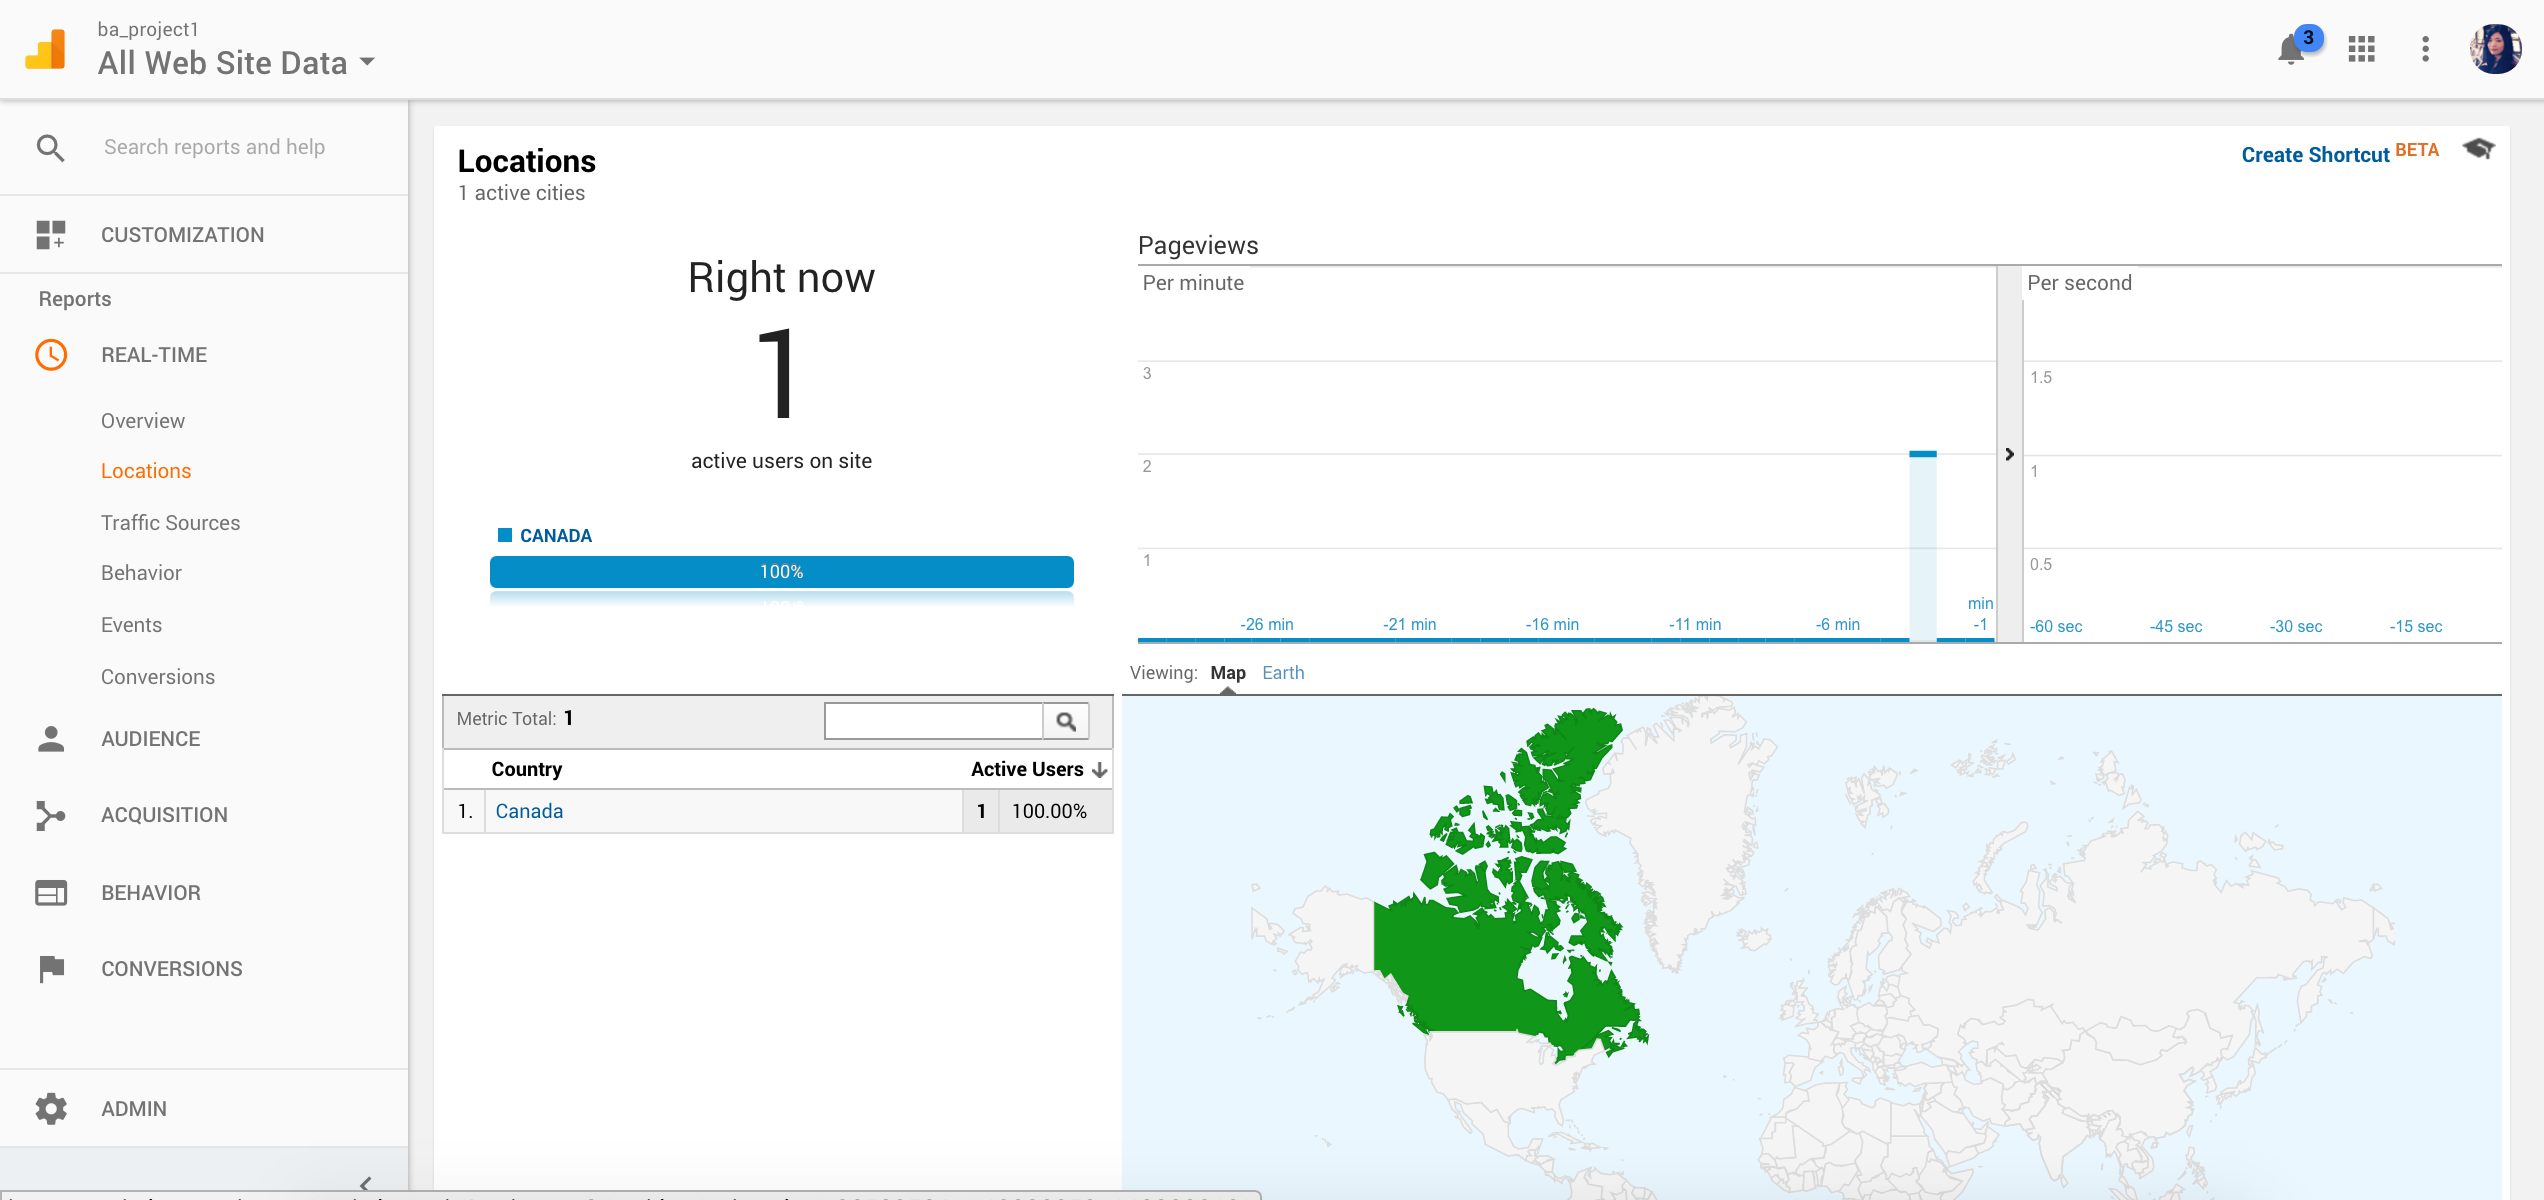 ba_project1
All Web Site Data
3
Search reports and help
CUSTOMIZATION
Reports
REAL-TIME
Overview
Locations
Traffic Sources
Behavior
Events
Conversions
AUDIENCE
ACQUISITION
BEHAVIOR
CONVERSIONS
ADMIN
Locations
1 active cities
Create Shortcut BETA
Right now
1
active users on site
CANADA
100%
Pageviews
Per minute
3
2
1
-26 min
-21 min
-16 min
-11 min
-6 min
min
-1
Per second
1.5
1
0.5
-60 sec
-45 sec
-30 sec
-15 sec
Viewing: Map Earth
Metric Total: 1
Country Active Users
1. Canada 1 100.00%